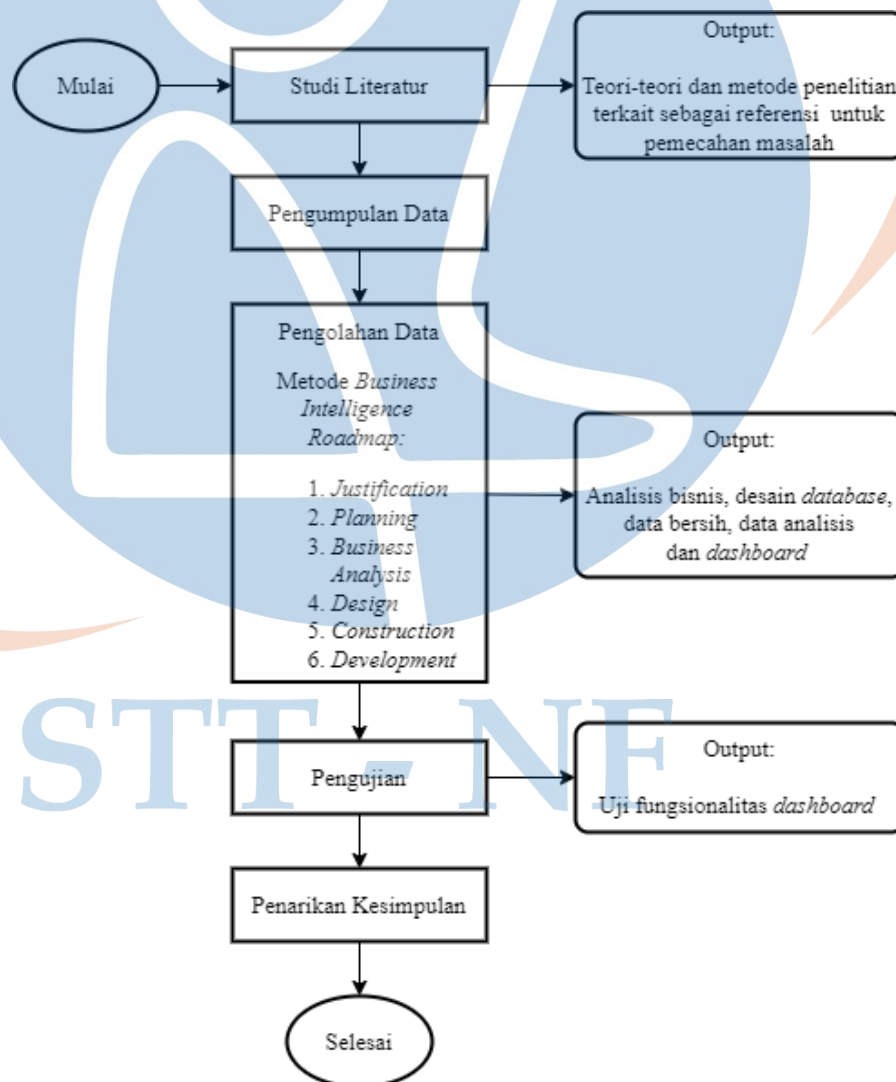 Mulai
Studi Literatur
Output:
Teori-teori dan metode penelitian
terkait sebagai referensi untuk
pemecahan masalah
Pengumpulan Data
Pengolahan Data
Metode Business
Intelligence
Roadmap:
1. Justification
2. Planning
3. Business
Analysis
4. Design
5. Construction
6. Development
Output:
Analisis bisnis, desain database,
data bersih, data analisis
dan dashboard
Pengujian
Output:
Uji fungsionalitas dashboard
STT - NF
Penarikan Kesimpulan
Selesai